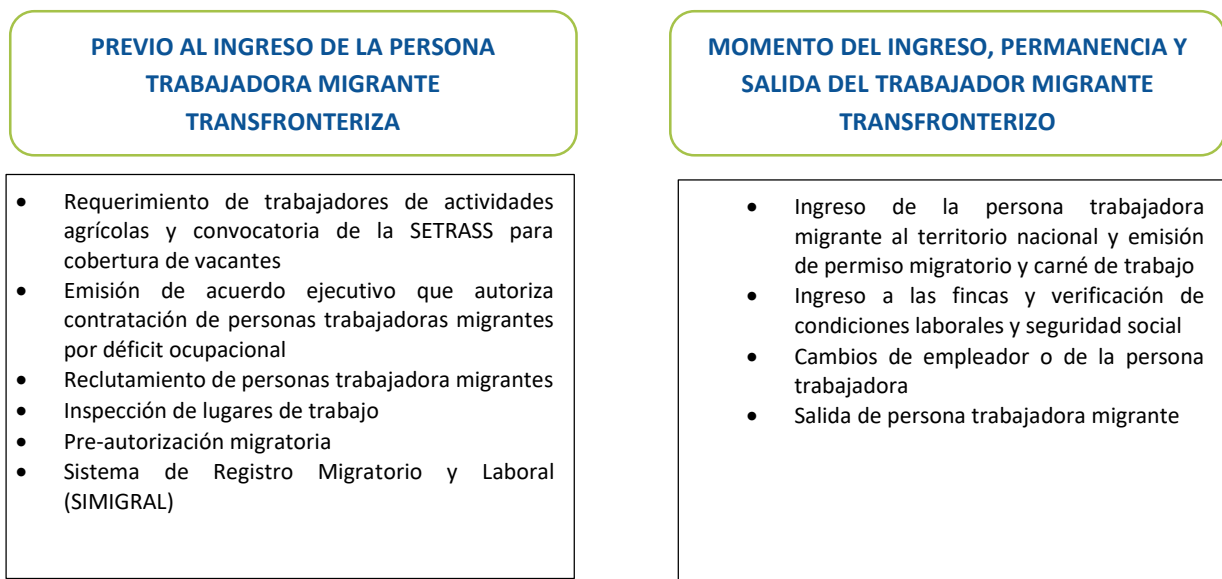 PREVIO AL INGRESO DE LA PERSONA
TRABAJADORA MIGRANTE
TRANSFRONTERIZA
• Requerimiento de trabajadores de actividades
agrícolas y convocatoria de la SETRASS para
cobertura de vacantes
• Emisión de acuerdo ejecutivo que autoriza
contratación de personas trabajadoras migrantes
por déficit ocupacional
• Reclutamiento de personas trabajadora migrantes
• Inspección de lugares de trabajo
• Pre-autorización migratoria
• Sistema de Registro Migratorio y Laboral
(SIMIGRAL)
MOMENTO DEL INGRESO, PERMANENCIA Y
SALIDA DEL TRABAJADOR MIGRANTE
TRANSFRONTERIZO
• Ingreso de la persona trabajadora
migrante al territorio nacional y emisión
de permiso migratorio y carné de trabajo
• Ingreso a las fincas y verificación de
condiciones laborales y seguridad social
• Cambios de empleador o de la persona
trabajadora
• Salida de persona trabajadora migrante